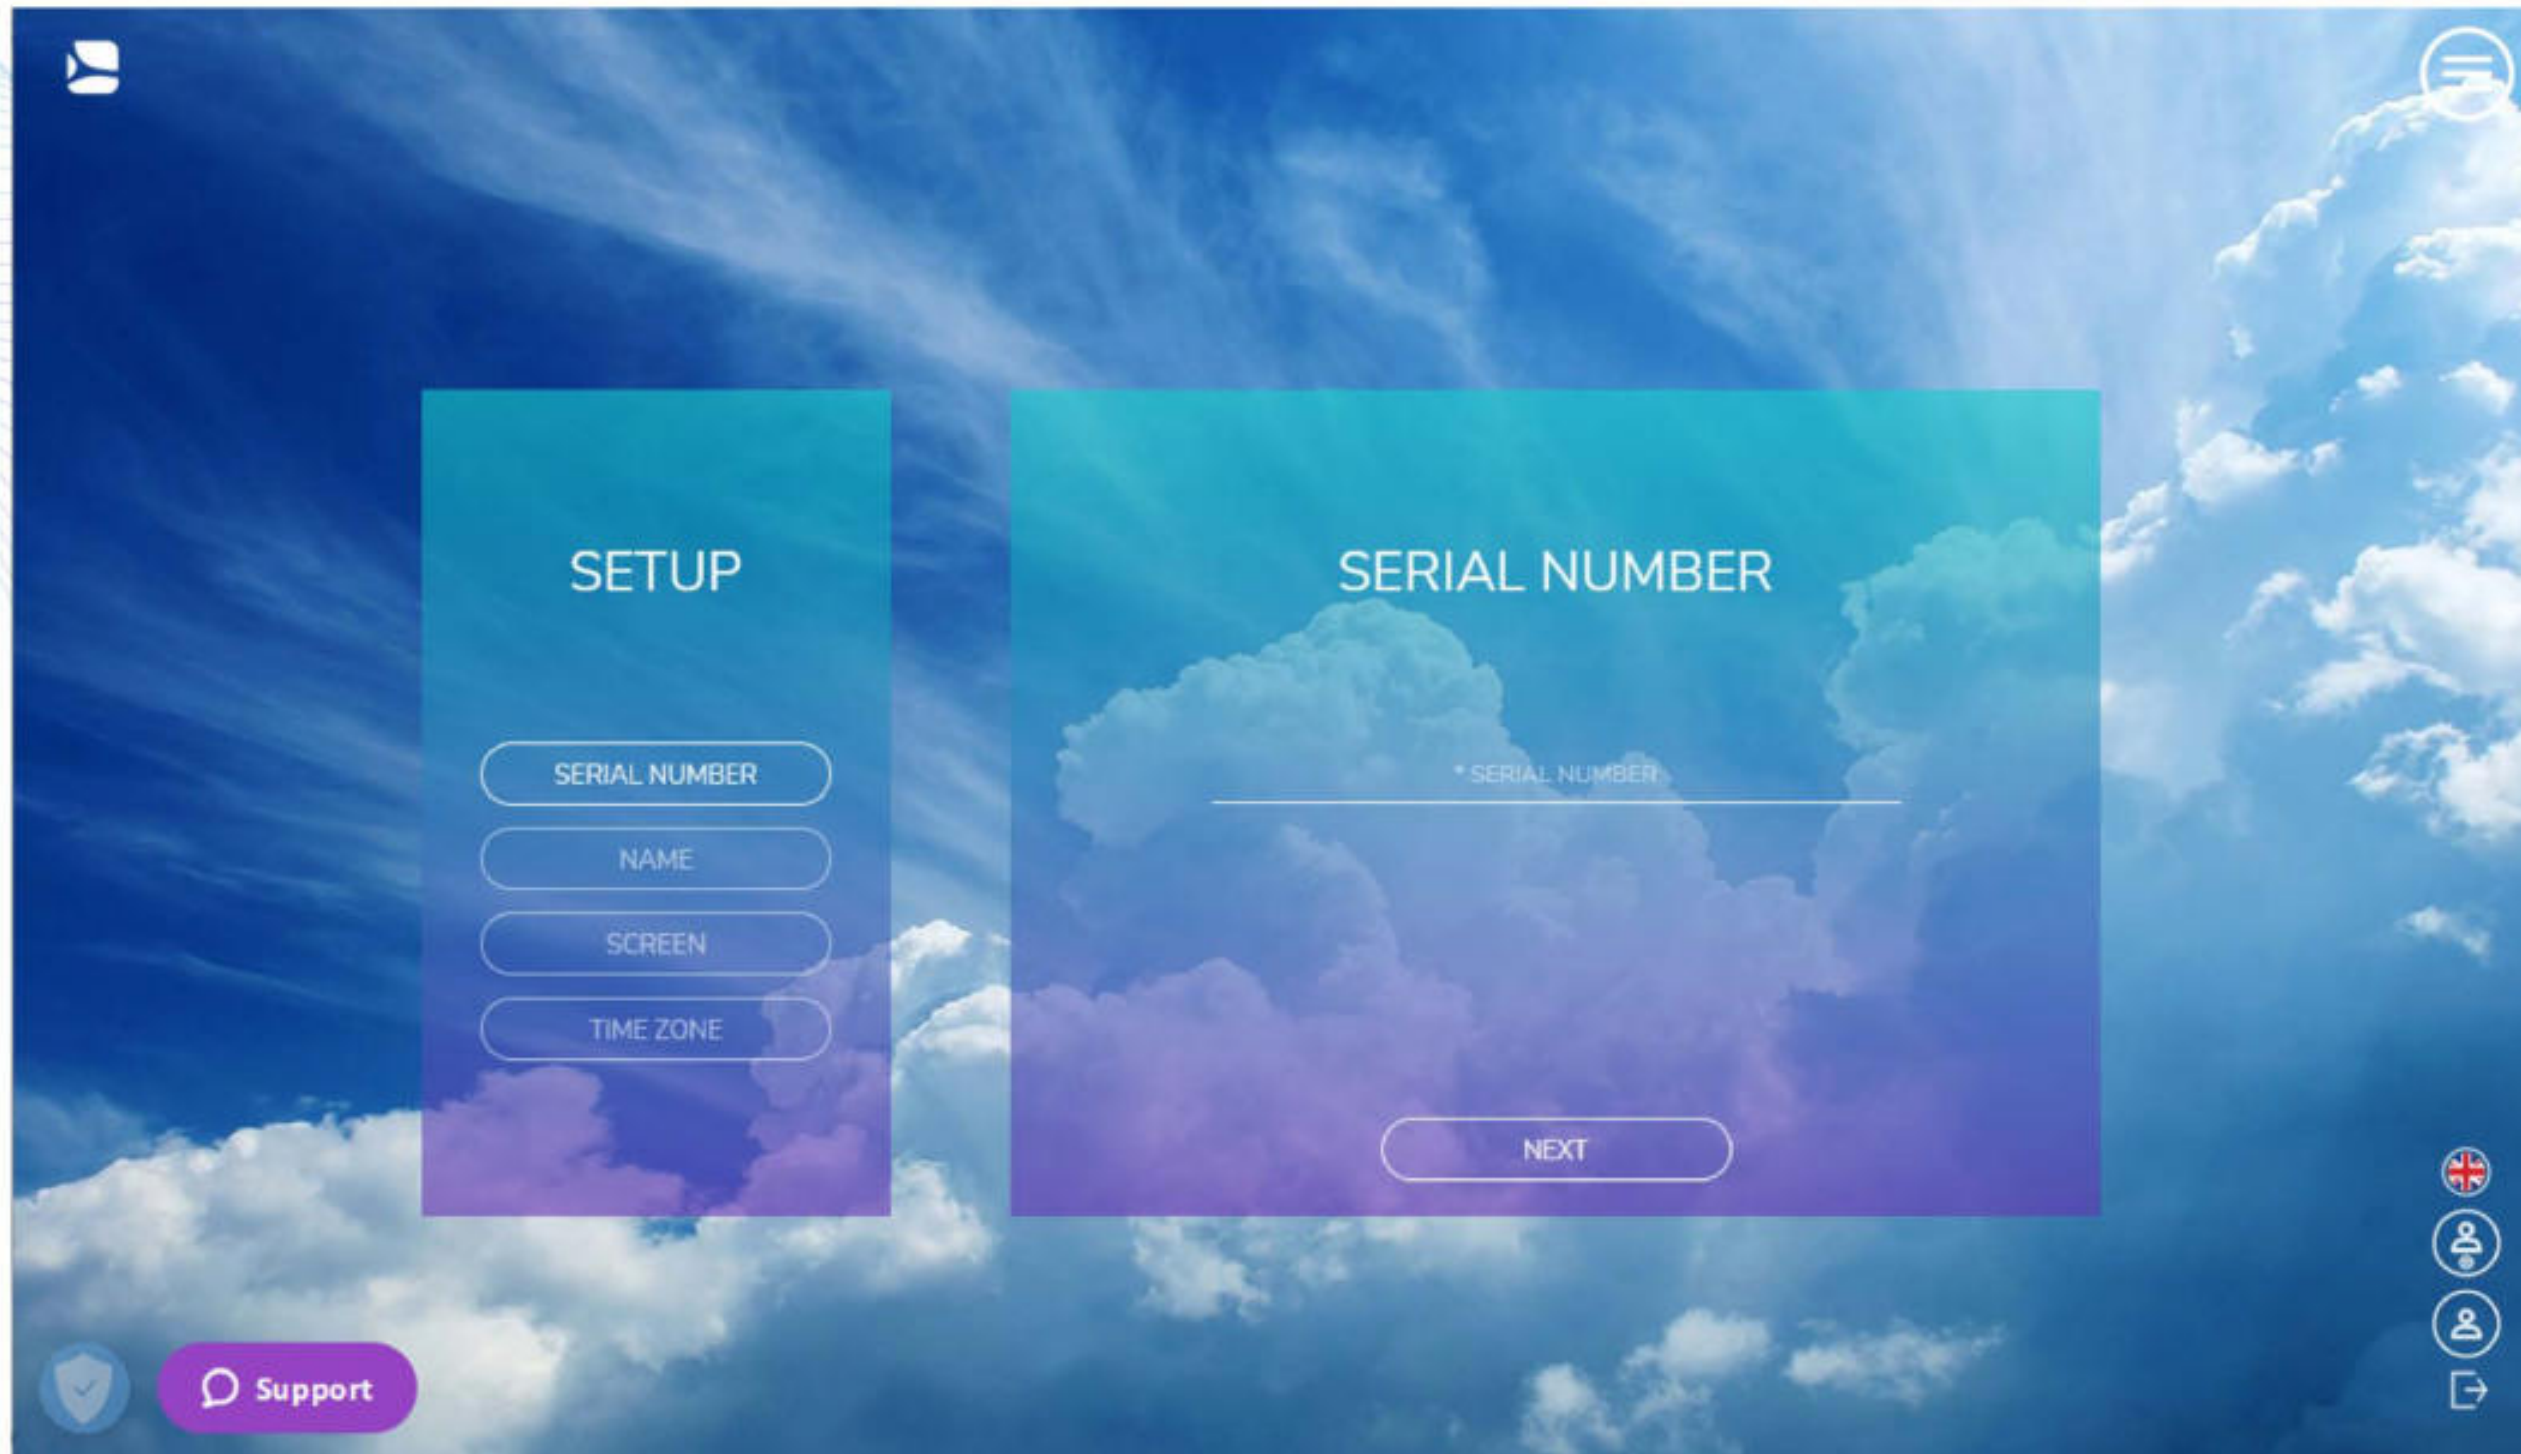 SETUP
SERIAL NUMBER
NAME
SCREEN
TIME ZONE
SERIAL NUMBER
* SERIAL NUMBER
NEXT
Support